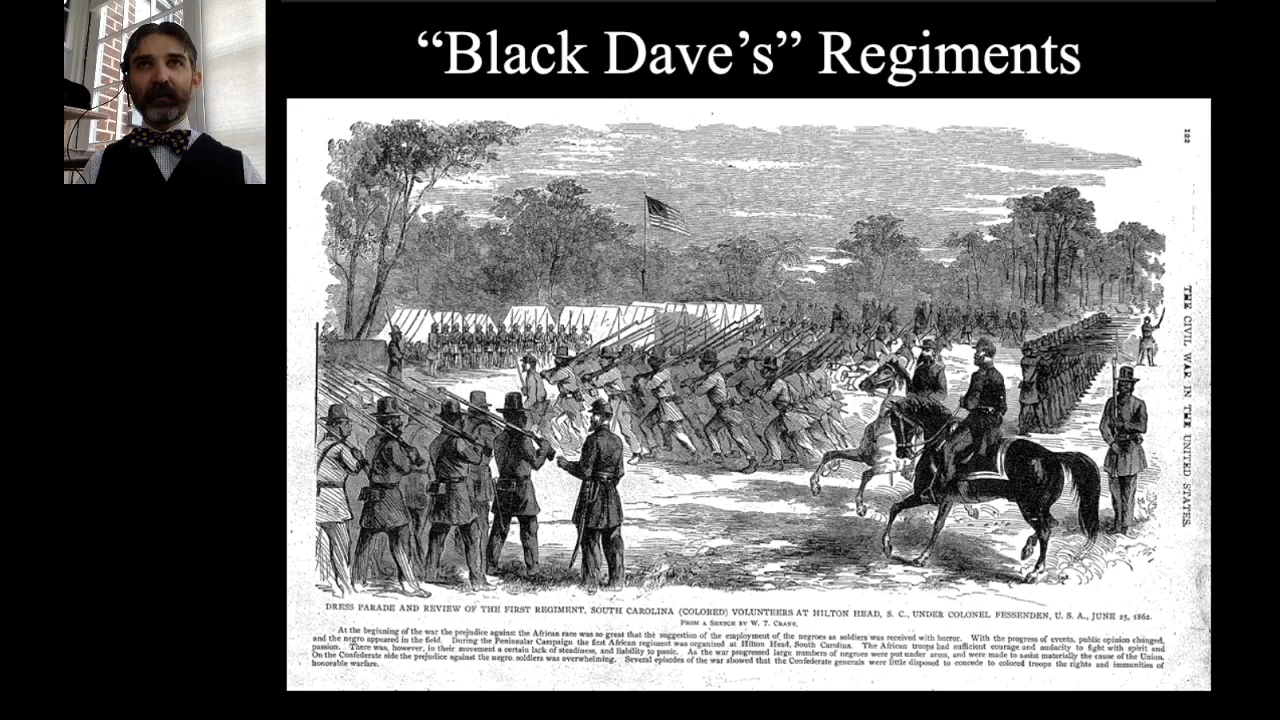 “Black Dave’s” Regiments
122
THE CIVIL WAR IN THE UNITED STATES.
DRESS PARADE AND REVIEW OF THE FIRST REGIMENT, SOUTH CAROLINA (COLORED) VOLUNTEERS AT HILTON HEAD, S. C., UNDER COLONEL FESSENDEN, U. S. A., JUNE 25, 1862.
FROM A SKETCH BY W. T. CRANE.
At the beginning of the war the prejudice against the African race was so great that the suggestion of the employment of the negroes as soldiers was received with horror. With the progress of events, public opinion changed,
and the negro appeared in the field. During the Peninsular Campaign the first African regiment was organized at Hilton Head, South Carolina. The African troops had sufficient courage and audacity to fight with spirit and
passion. There was, however, in their movement a certain lack of steadiness, and liability to panic. As the war progressed large numbers of negroes were put under arms, and were made to assist materially the cause of the Union.
On the Confederate side the prejudice against the negro soldiers was overwhelming. Several episodes of the war showed that the Confederate generals were little disposed to concede to colored troops the rights and immunities of
honorable warfare.